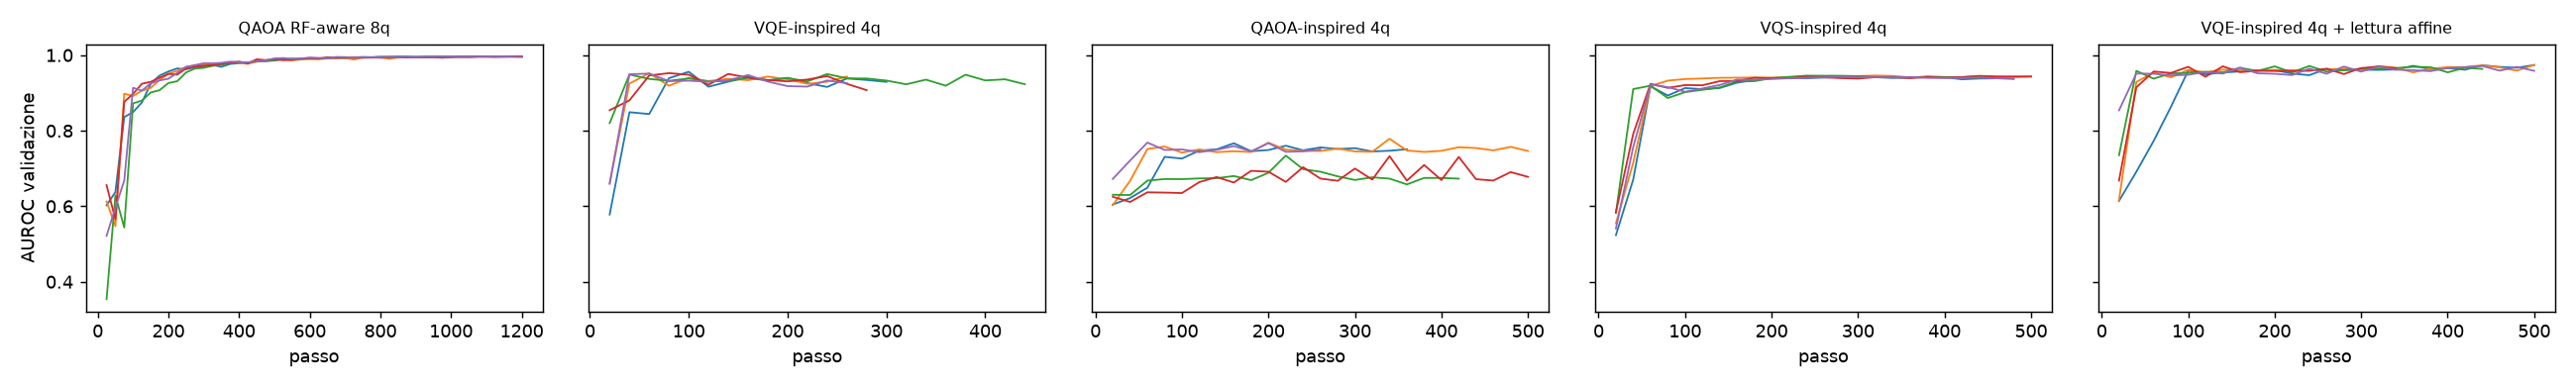 QAOA RF-aware 8q
VQE-inspired 4q
QAOA-inspired 4q
VQS-inspired 4q
VQE-inspired 4q + lettura affine
AUROC validazione
1.0
0.8
0.6
0.4
0 200 400 600 800 1000 1200
passo
0 100 200 300 400
passo
0 100 200 300 400 500
passo
0 100 200 300 400 500
passo
0 100 200 300 400 500
passo